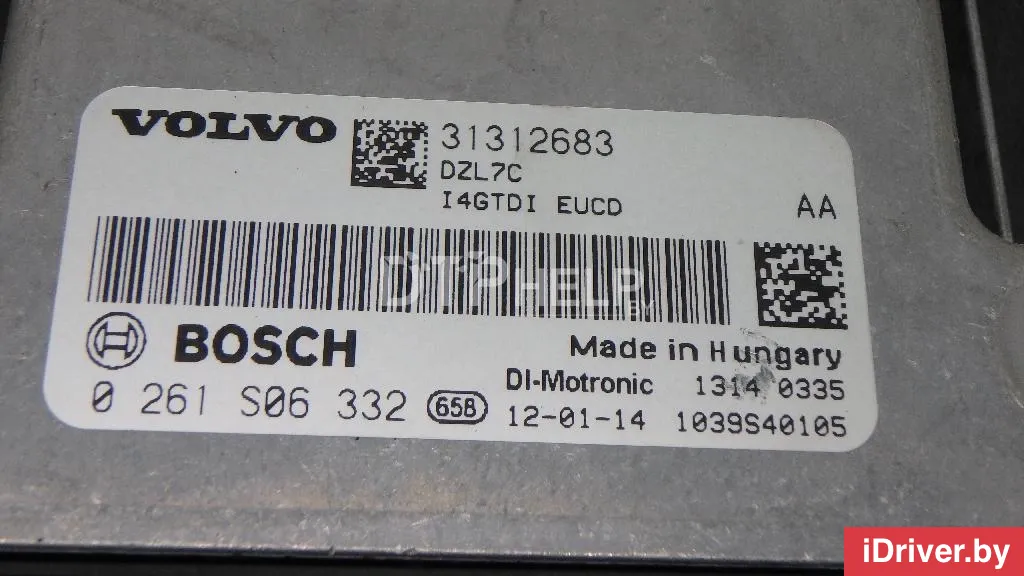 VOLVO
31312683
DZL7C
I4GTDI EUCD
AA
DTPHELP
BOSCH
Made in Hungary
0 261 S06 332 65B
DI-Motronic 1314 0335
12-01-14 1039S40105
iDriver.by